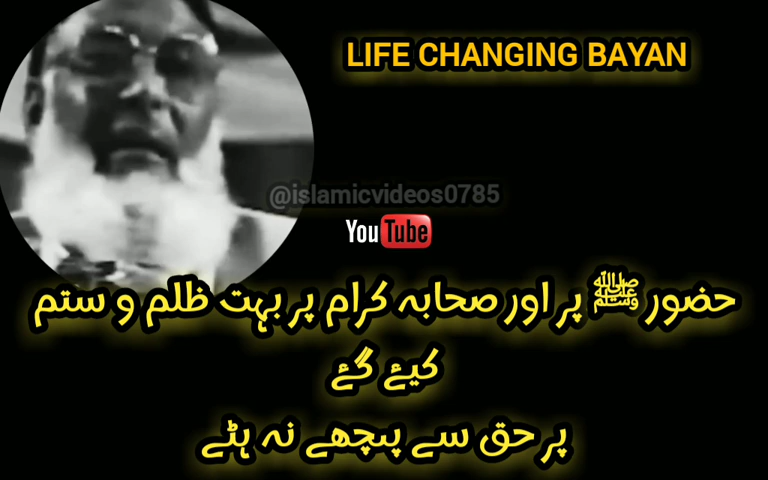 LIFE CHANGING BAYAN
@islamicvideos0785
YouTube
حضور ﷺ پر اور صحابہ کرام پر بہت ظلم و ستم
کیئے گئے
پر حق سے پیچھے نہ ہٹے